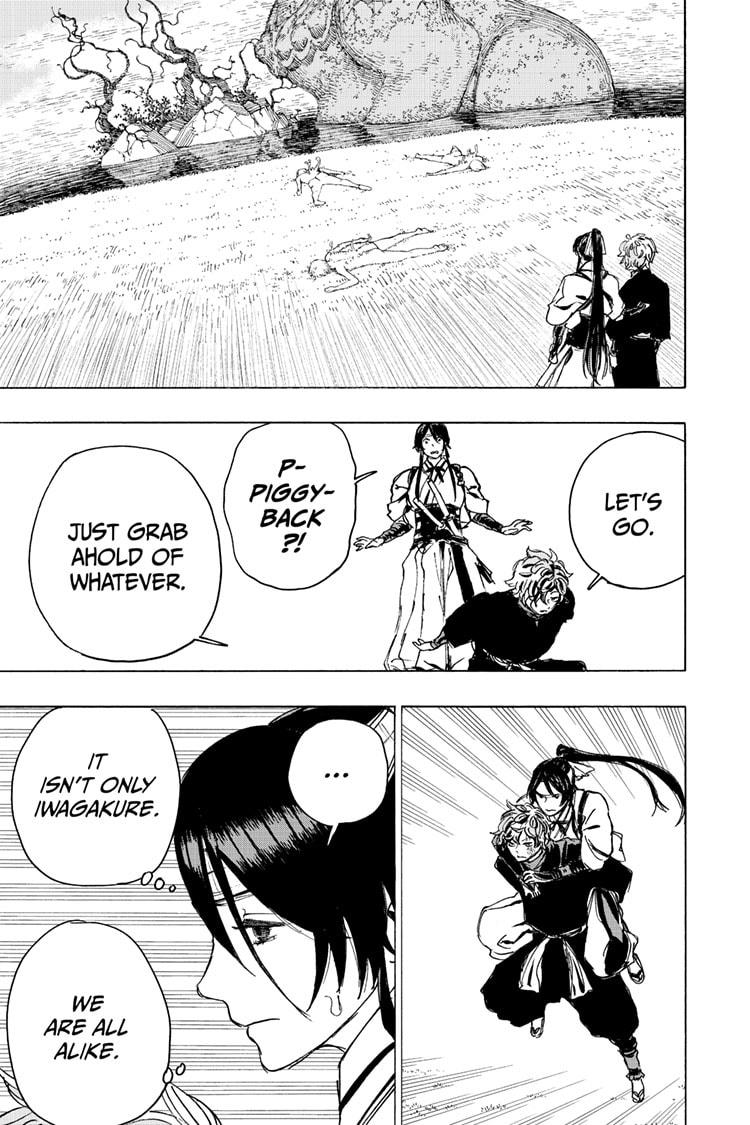 LET'S
GO.
P-
PIGGY-
BACK
?!
JUST GRAB
AHOLD OF
WHATEVER.
...
IT
ISN'T ONLY
IWAGAKURE.
WE
ARE ALL
ALIKE.